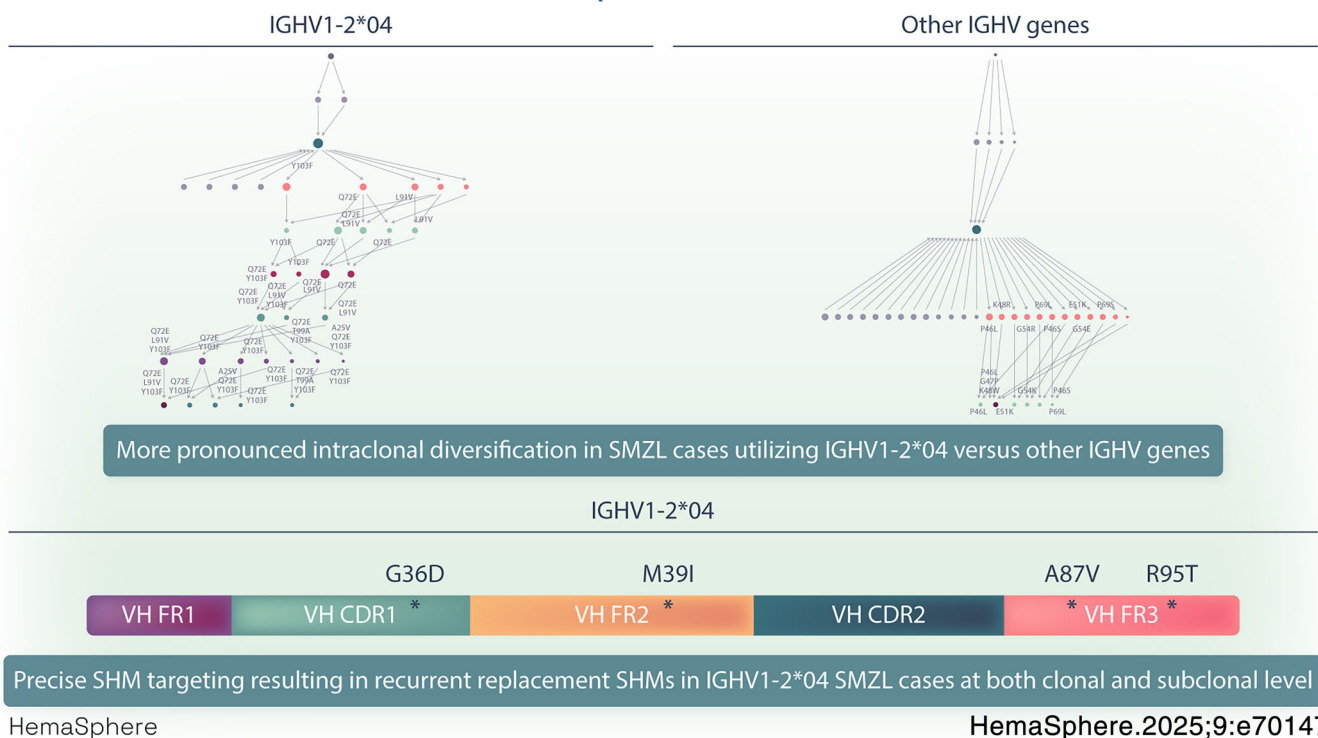 IGHV1-2*04
Other IGHV genes
Y103F
Q72E
L91V
Q72E
L91V
L91V
Y103F
Q72E
Q72E
Y103F
Q72E
Y103F
Q72E
L91V
Q72E
Q72E
Y103F
Q72E
L91V
Y103F
Q72E
L91V
Q72E
T99A
Y103F
A25V
Q72E
Y103F
Q72E
L91V
Y103F
Q72E
Y103F
Q72E
Y103F
Q72E
L91V
Y103F
Q72E
Y103F
A25V
Q72E
Y103F
Q72E
Y103F
Q72E
T99A
Y103F
Q72E
Y103F
Q72E
Y103F
K48R
P69L
E51K
P69S
P46L
G54R
P46S
G54E
P46L
G47P
K48W
G54K
P46S
P46L
E51K
P69L
More pronounced intraclonal diversification in SMZL cases utilizing IGHV1-2*04 versus other IGHV genes
IGHV1-2*04
G36D
M39I
A87V
R95T
VH FR1
VH CDR1 *
VH FR2 *
VH CDR2
* VH FR3 *
Precise SHM targeting resulting in recurrent replacement SHMs in IGHV1-2*04 SMZL cases at both clonal and subclonal level
HemaSphere
HemaSphere.2025;9:e70147